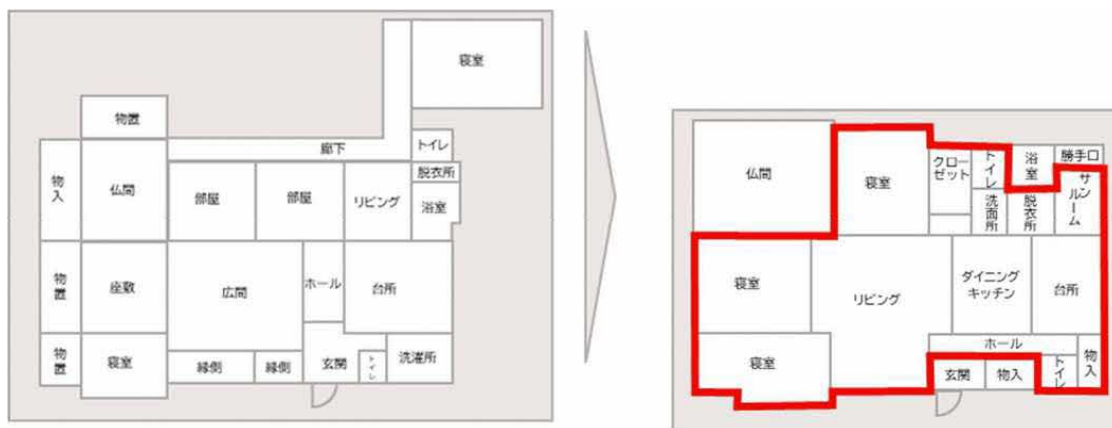 寝室
物置
廊下
トイレ
脱衣所
物入
仏間
部屋
部屋
リビング
浴室
物置
座敷
広間
ホール
台所
物置
寝室
縁側
縁側
玄関
トイレ
洗濯所
仏間
寝室
クロー
ゼット
トイレ
浴室
勝手口
サンルーム
洗面所
脱衣所
寝室
リビング
ダイニング
キッチン
台所
寝室
ホール
玄関
物入
トイレ
物入